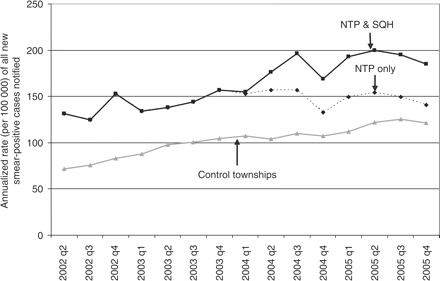 Annualized rate (per 100 000) of all new
smear-positive cases notified
250
200
150
100
50
0
NTP & SQH
NTP only
Control townships
2002 q2
2002 q3
2002 q4
2003 q1
2003 q2
2003 q3
2003 q4
2004 q1
2004 q2
2004 q3
2004 q4
2005 q1
2005 q2
2005 q3
2005 q4